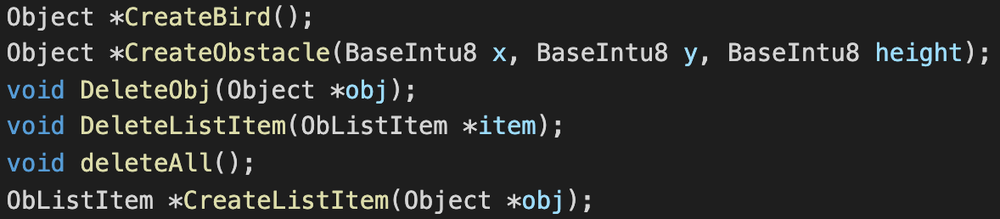 Object *CreateBird();
Object *CreateObstacle(BaseIntu8 x, BaseIntu8 y, BaseIntu8 height);
void DeleteObj(Object *obj);
void DeleteListItem(ObListItem *item);
void deleteAll();
ObListItem *CreateListItem(Object *obj);